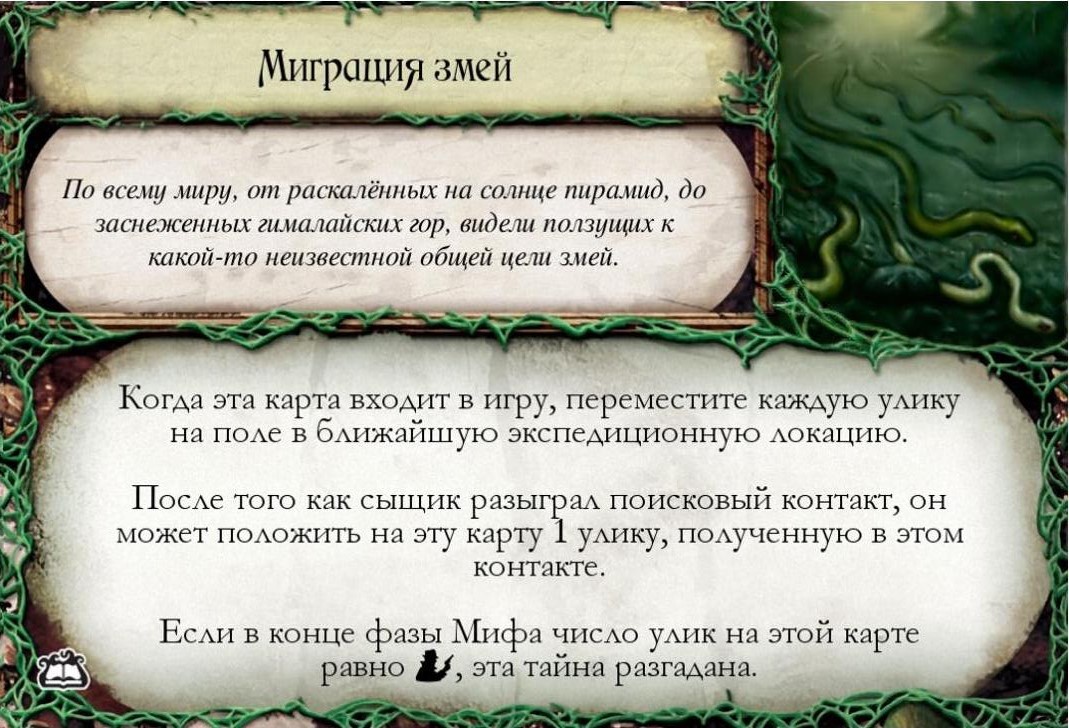 Миграция змей
По всему миру, от раскалённых на солнце пирамид, до
заснеженных гималайских гор, видели ползущих к
какой-то неизвестной общей цели змей.
Когда эта карта входит в игру, переместите каждую улику
на поле в ближайшую экспедиционную локацию.
После того как сыщик разыграл поисковый контакт, он
может положить на эту карту 1 улику, полученную в этом
контакте.
Если в конце фазы Мифа число улик на этой карте
равно , эта тайна разгадана.